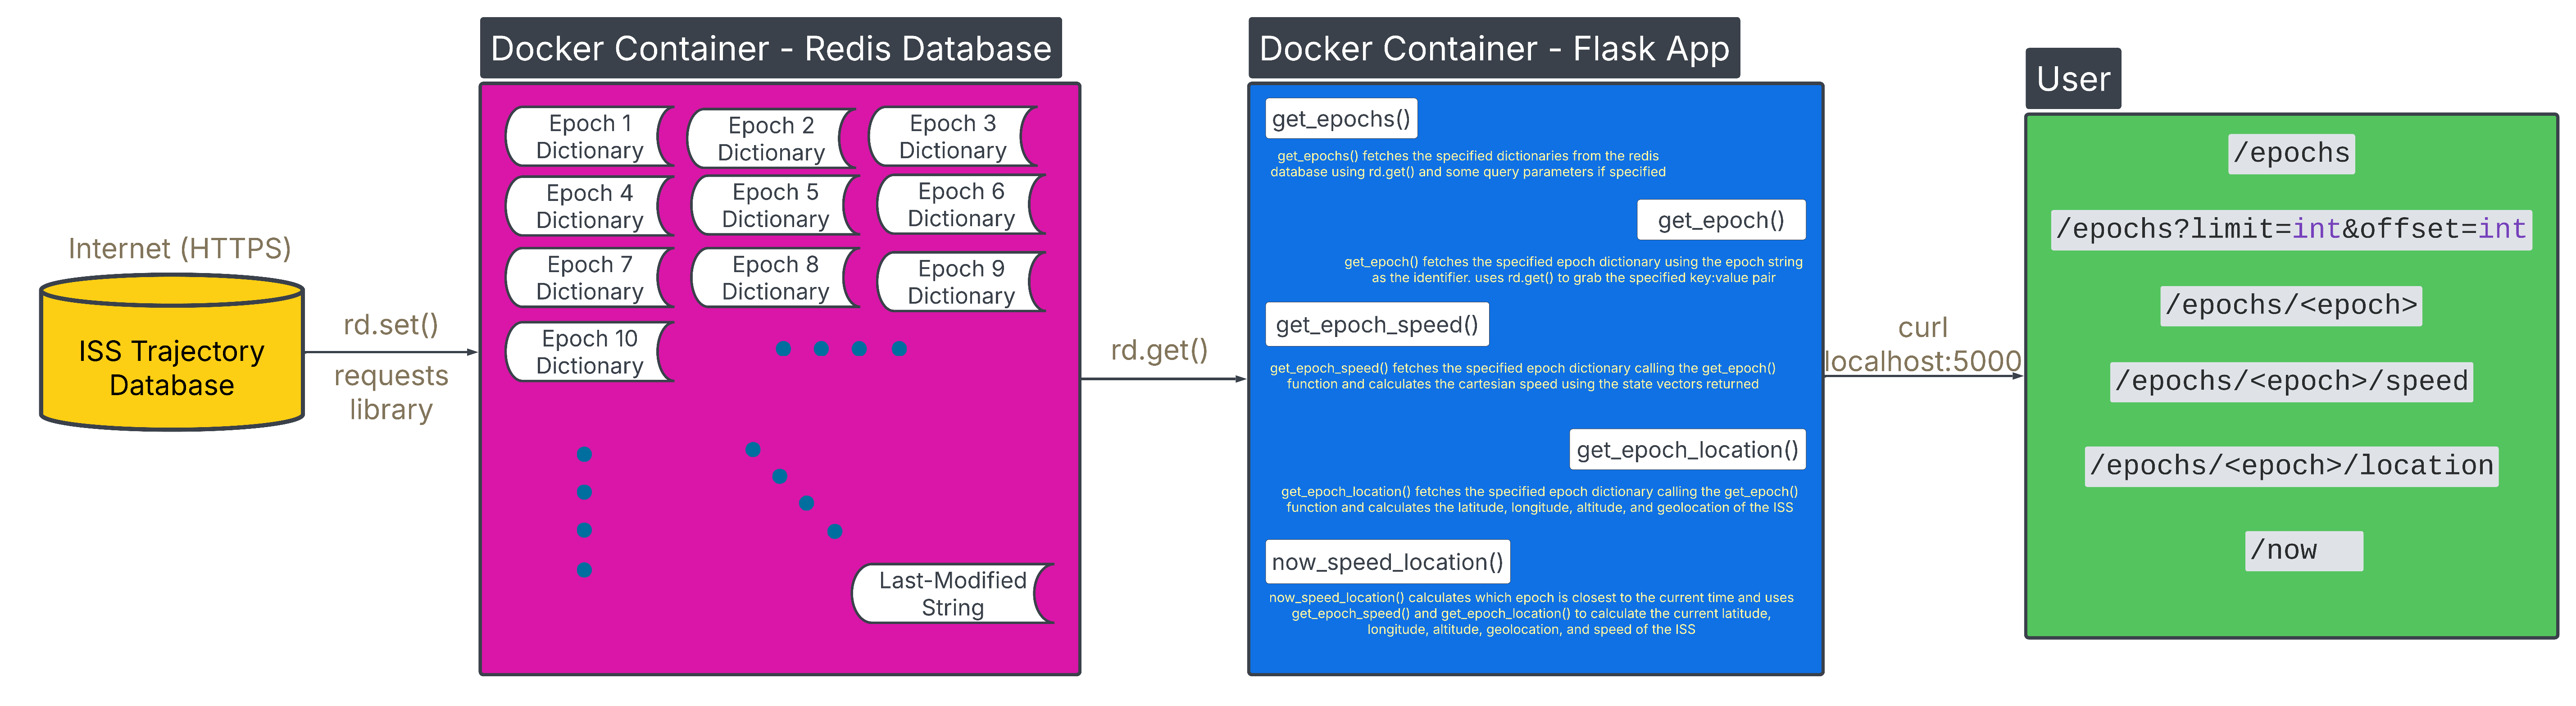 Internet (HTTPS)
ISS Trajectory
Database
rd.set()
requests
library
Docker Container - Redis Database
Epoch 1
Dictionary
Epoch 2
Dictionary
Epoch 3
Dictionary
Epoch 4
Dictionary
Epoch 5
Dictionary
Epoch 6
Dictionary
Epoch 7
Dictionary
Epoch 8
Dictionary
Epoch 9
Dictionary
Epoch 10
Dictionary
Last-Modified
String
rd.get()
Docker Container - Flask App
get_epochs()
get_epochs() fetches the specified dictionaries from the redis
database using rd.get() and some query parameters if specified
get_epoch()
get_epoch() fetches the specified epoch dictionary using the epoch string
as the identifier. uses rd.get() to grab the specified key:value pair
get_epoch_speed()
get_epoch_speed() fetches the specified epoch dictionary calling the get_epoch()
function and calculates the cartesian speed using the state vectors returned
get_epoch_location()
get_epoch_location() fetches the specified epoch dictionary calling the get_epoch()
function and calculates the latitude, longitude, altitude, and geolocation of the ISS
now_speed_location()
now_speed_location() calculates which epoch is closest to the current time and uses
get_epoch_speed() and get_epoch_location() to calculate the current latitude,
longitude, altitude, geolocation, and speed of the ISS
curl
localhost:5000
User
/epochs
/epochs?limit=int&offset=int
/epochs/<epoch>
/epochs/<epoch>/speed
/epochs/<epoch>/location
/now